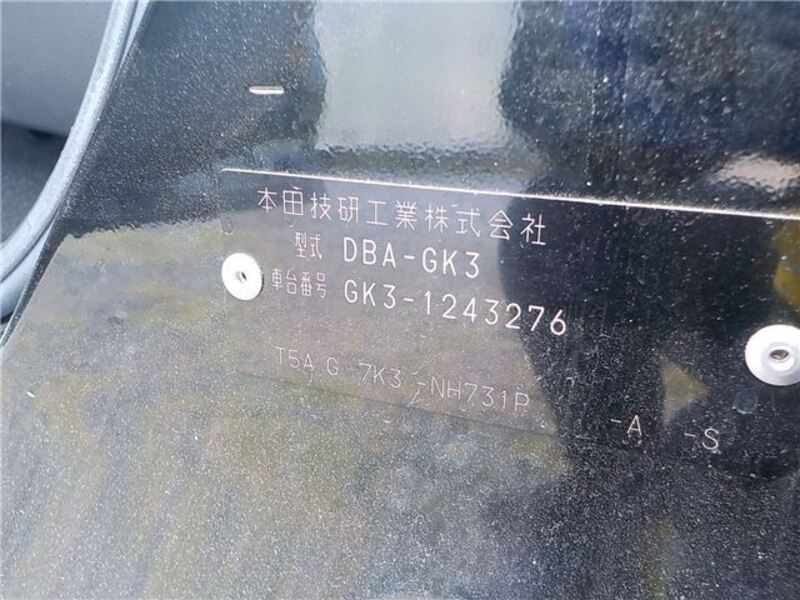 本田技研工業株式会社
型式 DBA-GK3
車台番号 GK3-1243276
T5A G 7K3 -NH731P -A -S